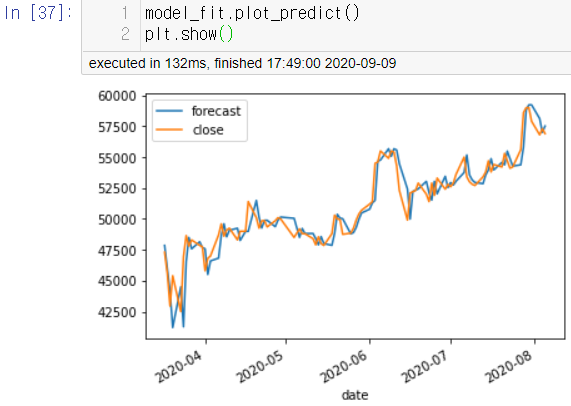 In [37]:
1 model_fit.plot_predict()
2 plt.show()
executed in 132ms, finished 17:49:00 2020-09-09
forecast
close
60000
57500
55000
52500
50000
47500
45000
42500
2020-04
2020-05
2020-06
2020-07
2020-08
date